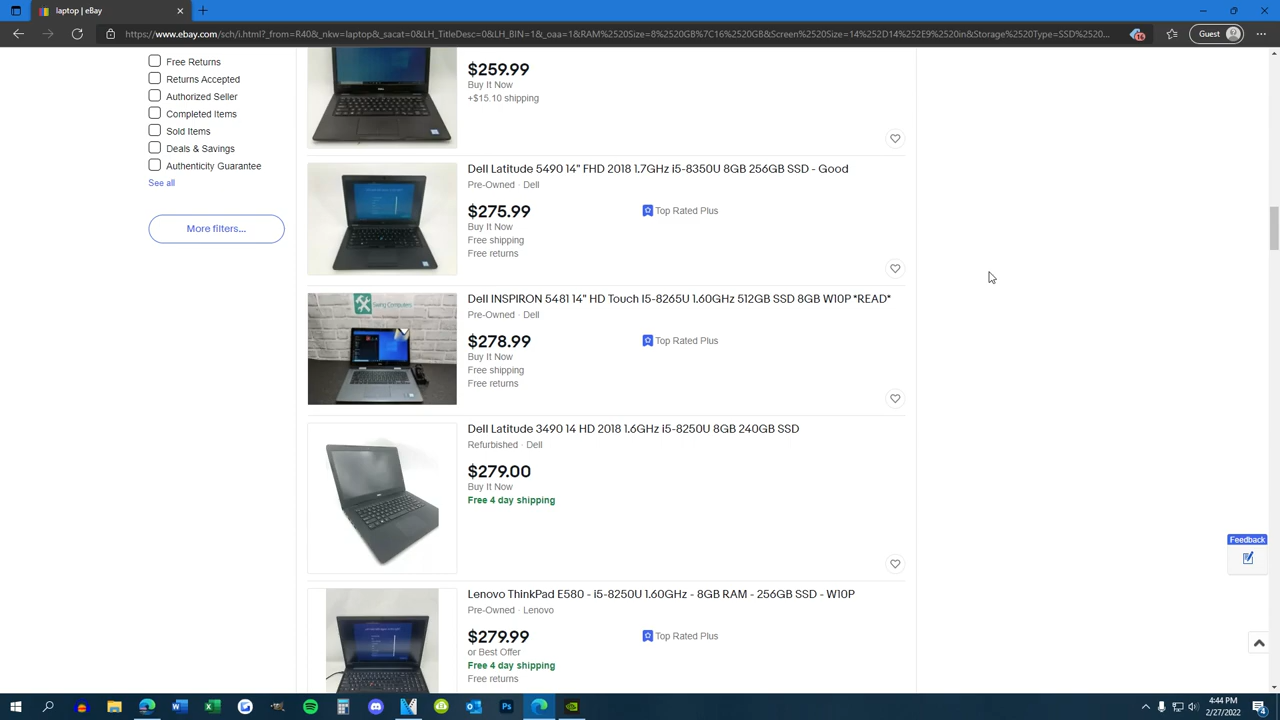 laptop | eBay
https://www.ebay.com/sch/i.html?_from=R40&_nkw=laptop&_sacat=0&LH_TitleDesc=0&LH_BIN=1&_oaa=1&RAM%2520Size=8%2520GB%7C16%2520GB&Screen%2520Size=14%252D14%252E9%2520in&Storage%2520Type=SSD%2520...
16
Guest
Free Returns
Returns Accepted
Authorized Seller
Completed Items
Sold Items
Deals & Savings
Authenticity Guarantee
See all
More filters...
$259.99
Buy It Now
+$15.10 shipping
Dell Latitude 5490 14" FHD 2018 1.7GHz i5-8350U 8GB 256GB SSD - Good
Pre-Owned · Dell
$275.99
Top Rated Plus
Buy It Now
Free shipping
Free returns
Saving Computers
Dell INSPIRON 5481 14" HD Touch I5-8265U 1.60GHz 512GB SSD 8GB W10P *READ*
Pre-Owned · Dell
$278.99
Top Rated Plus
Buy It Now
Free shipping
Free returns
Dell Latitude 3490 14 HD 2018 1.6GHz i5-8250U 8GB 240GB SSD
Refurbished · Dell
$279.00
Buy It Now
Free 4 day shipping
Lenovo ThinkPad E580 - i5-8250U 1.60GHz - 8GB RAM - 256GB SSD - W10P
Pre-Owned · Lenovo
$279.99
Top Rated Plus
or Best Offer
Free 4 day shipping
Free returns
Feedback
4:44 PM
2/27/2022
4